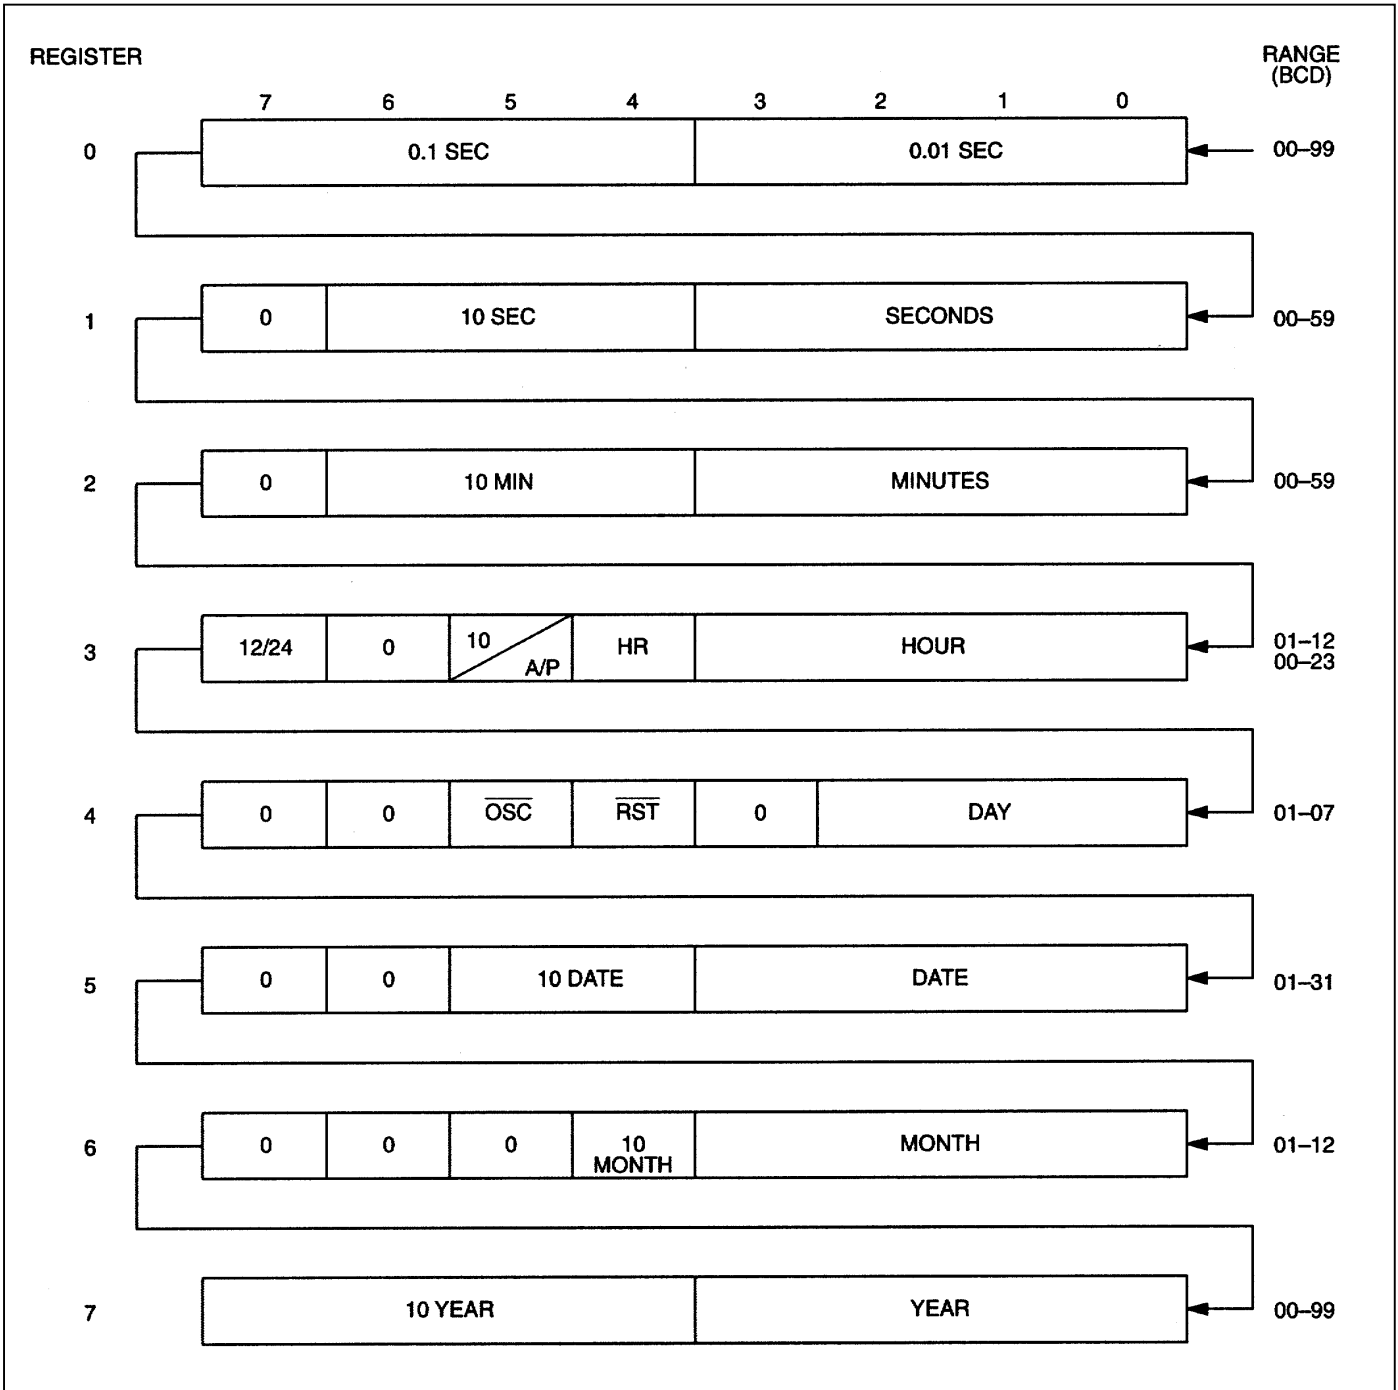 REGISTER
RANGE
(BCD)
7 6 5 4 3 2 1 0
0 0.1 SEC 0.01 SEC 00–99
1 0 10 SEC SECONDS 00–59
2 0 10 MIN MINUTES 00–59
3 12/24 0 10 A/P HR HOUR 01–12
00–23
4 0 0 O̅S̅C̅ R̅S̅T̅ 0 DAY 01–07
5 0 0 10 DATE DATE 01–31
6 0 0 0 10 MONTH MONTH 01–12
7 10 YEAR YEAR 00–99